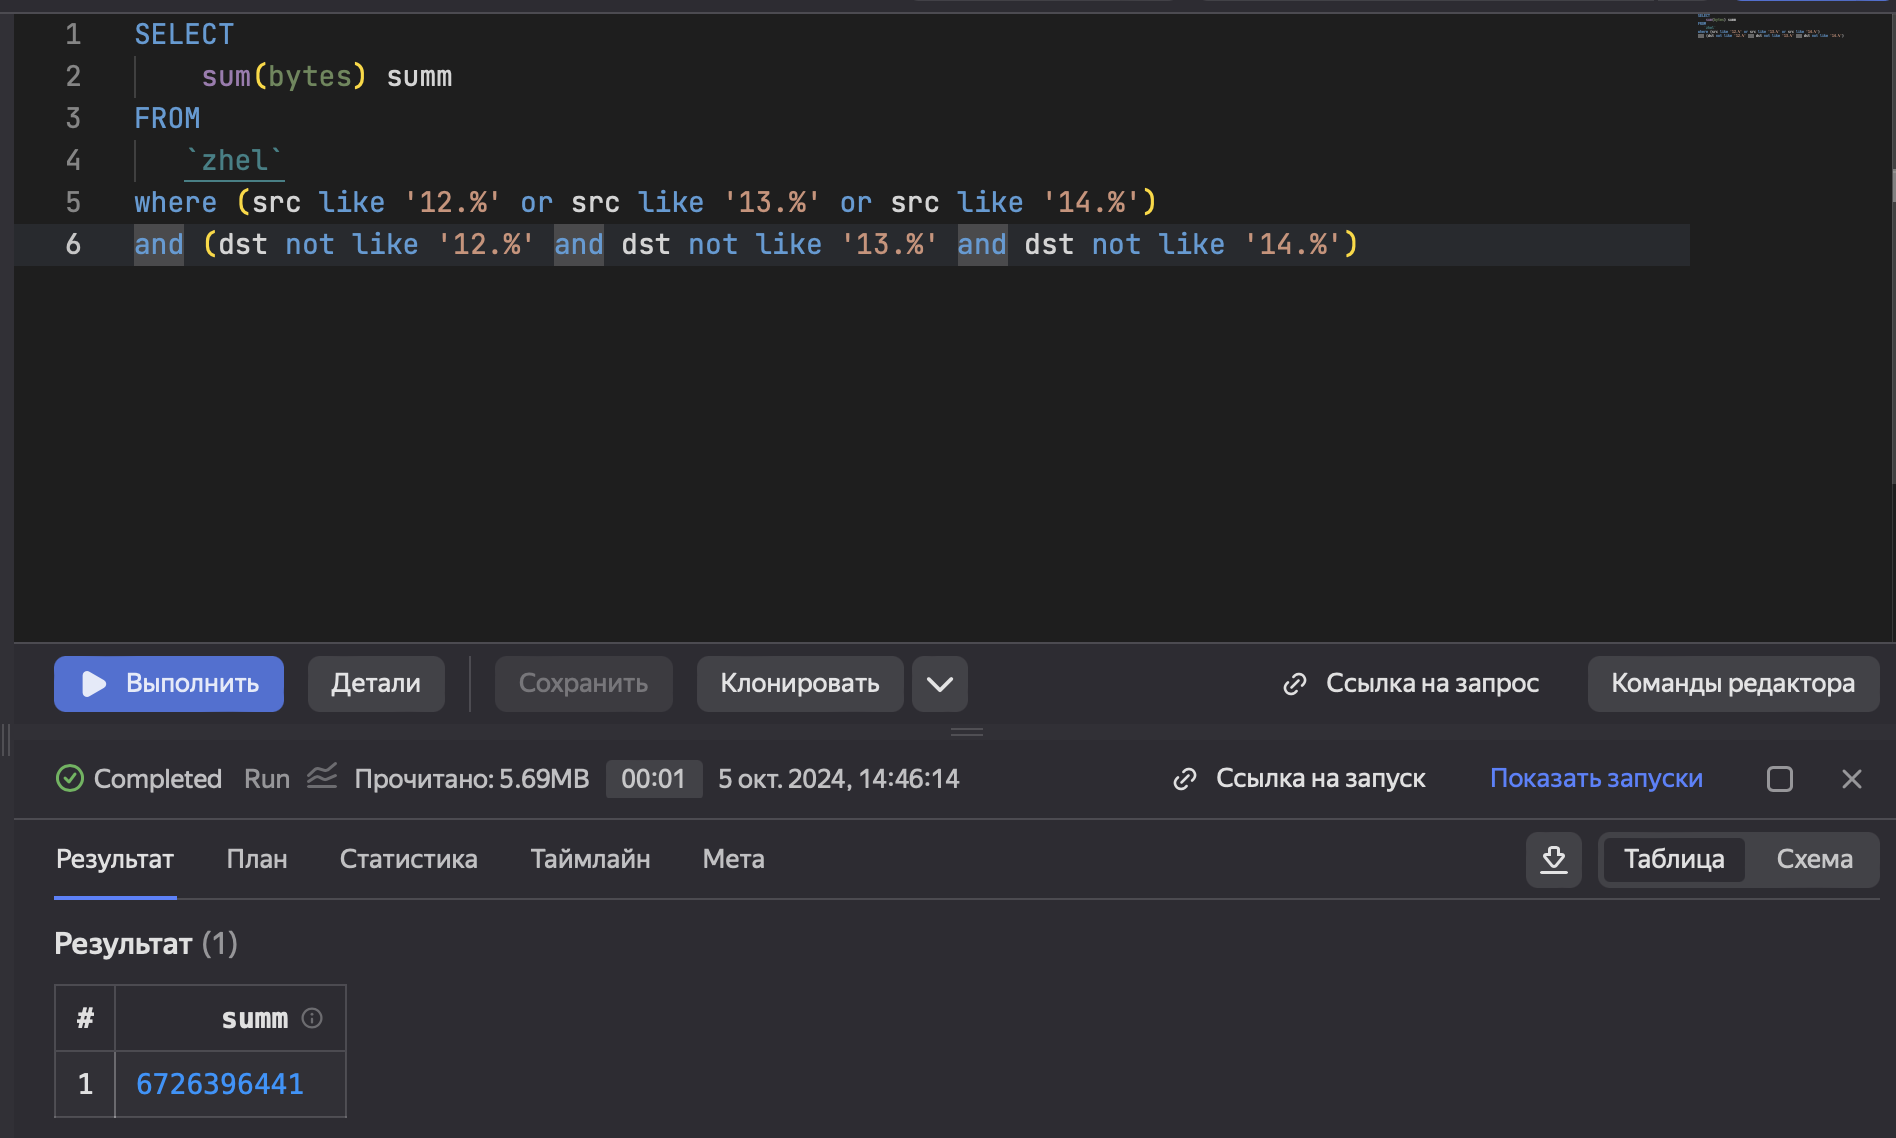 1 SELECT
2 sum(bytes) summ
3 FROM
4 `zhel`
5 where (src like '12.%' or src like '13.%' or src like '14.%')
6 and (dst not like '12.%' and dst not like '13.%' and dst not like '14.%')
Выполнить Детали Сохранить Клонировать Ссылка на запрос Команды редактора
Completed Run Прочитано: 5.69MB 00:01 5 окт. 2024, 14:46:14 Ссылка на запуск Показать запуски
Результат План Статистика Таймлайн Мета Таблица Схема
Результат (1)
# summ
1 6726396441